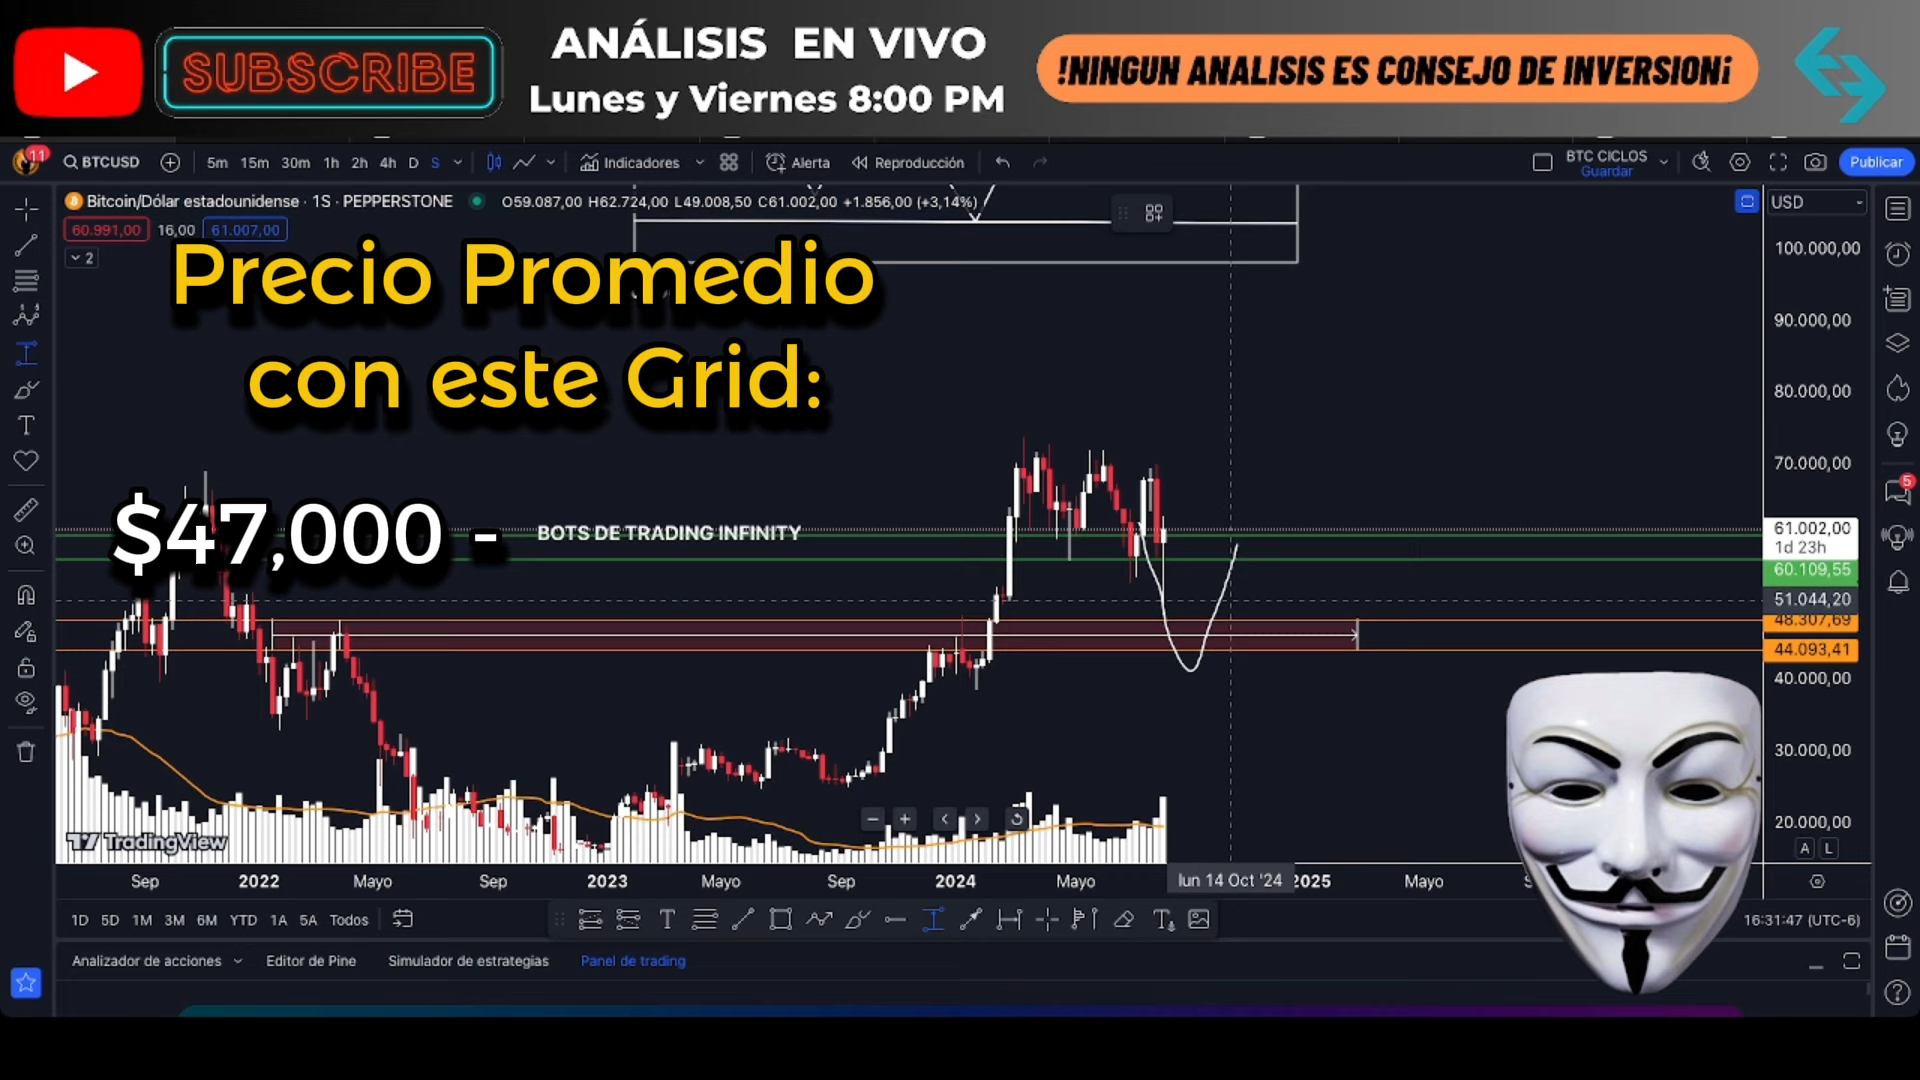 SUBSCRIBE
ANÁLISIS EN VIVO
Lunes y Viernes 8:00 PM
!NINGUN ANALISIS ES CONSEJO DE INVERSION¡
11
BTCUSD
5m 15m 30m 1h 2h 4h D S
Indicadores
Alerta
Reproducción
BTC CICLOS
Guardar
Publicar
Bitcoin/Dólar estadounidense · 1S · PEPPERSTONE
O59.087,00 H62.724,00 L49.008,50 C61.002,00 +1.856,00 (+3,14%)
USD
60.991,00 16,00 61.007,00
2
Precio Promedio
con este Grid:
$47,000 -
BOTS DE TRADING INFINITY
100.000,00
90.000,00
80.000,00
70.000,00
61.002,00
1d 23h
60.109,55
51.044,20
48.307,69
44.093,41
40.000,00
30.000,00
20.000,00
5
A L
TradingView
Sep 2022 Mayo Sep 2023 Mayo Sep 2024 Mayo lun 14 Oct '24 2025 Mayo
1D 5D 1M 3M 6M YTD 1A 5A Todos
16:31:47 (UTC-6)
Analizador de acciones Editor de Pine Simulador de estrategias Panel de trading